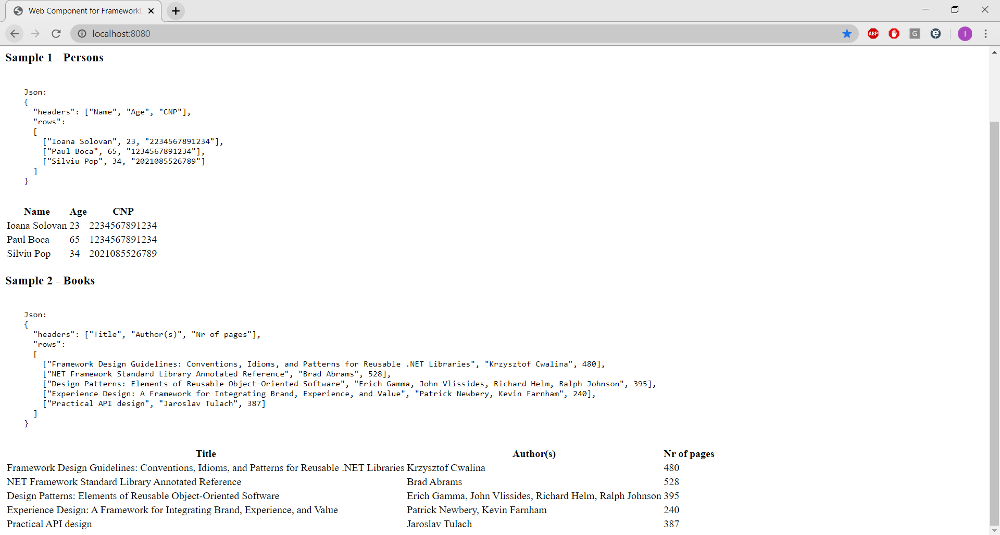 Web Component for Framework
localhost:8080
ABP
G
e
I
Sample 1 - Persons
Json:
{
"headers": ["Name", "Age", "CNP"],
"rows":
[
["Ioana Solovan", 23, "2234567891234"],
["Paul Boca", 65, "1234567891234"],
["Silviu Pop", 34, "2021085526789"]
]
}
Name Age CNP
Ioana Solovan 23 2234567891234
Paul Boca 65 1234567891234
Silviu Pop 34 2021085526789
Sample 2 - Books
Json:
{
"headers": ["Title", "Author(s)", "Nr of pages"],
"rows":
[
["Framework Design Guidelines: Conventions, Idioms, and Patterns for Reusable .NET Libraries", "Krzysztof Cwalina", 480],
["NET Framework Standard Library Annotated Reference", "Brad Abrams", 528],
["Design Patterns: Elements of Reusable Object-Oriented Software", "Erich Gamma, John Vlissides, Richard Helm, Ralph Johnson", 395],
["Experience Design: A Framework for Integrating Brand, Experience, and Value", "Patrick Newbery, Kevin Farnham", 240],
["Practical API design", "Jaroslav Tulach", 387]
]
}
Title Author(s) Nr of pages
Framework Design Guidelines: Conventions, Idioms, and Patterns for Reusable .NET Libraries Krzysztof Cwalina 480
NET Framework Standard Library Annotated Reference Brad Abrams 528
Design Patterns: Elements of Reusable Object-Oriented Software Erich Gamma, John Vlissides, Richard Helm, Ralph Johnson 395
Experience Design: A Framework for Integrating Brand, Experience, and Value Patrick Newbery, Kevin Farnham 240
Practical API design Jaroslav Tulach 387